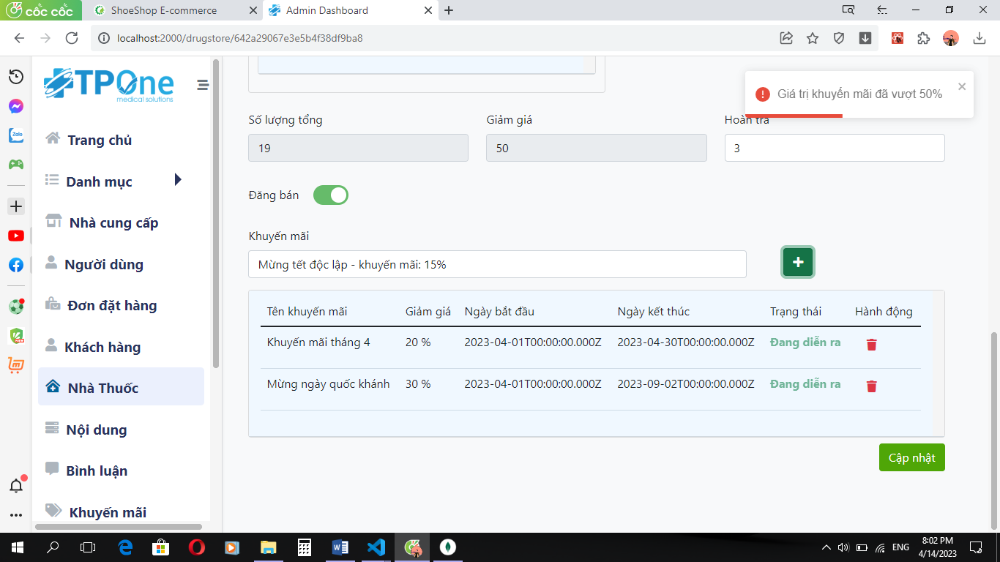 cốc cốc
ShoeShop E-commerce
Admin Dashboard
localhost:2000/drugstore/642a29067e3e5b4f38df9ba8
Zalo
TPOne
medical solutions
Giá trị khuyến mãi đã vượt 50%
Trang chủ
Danh mục
Nhà cung cấp
Người dùng
Đơn đặt hàng
Khách hàng
Nhà Thuốc
Nội dung
Bình luận
Khuyến mãi
Số lượng tổng Giảm giá Hoàn trả
19 50 3
Đăng bán
Khuyến mãi
Mừng tết độc lập - khuyến mãi: 15%
Tên khuyến mãi Giảm giá Ngày bắt đầu Ngày kết thúc Trạng thái Hành động
Khuyến mãi tháng 4 20 % 2023-04-01T00:00:00.000Z 2023-04-30T00:00:00.000Z Đang diễn ra
Mừng ngày quốc khánh 30 % 2023-04-01T00:00:00.000Z 2023-09-02T00:00:00.000Z Đang diễn ra
Cập nhật
ENG
8:02 PM
4/14/2023